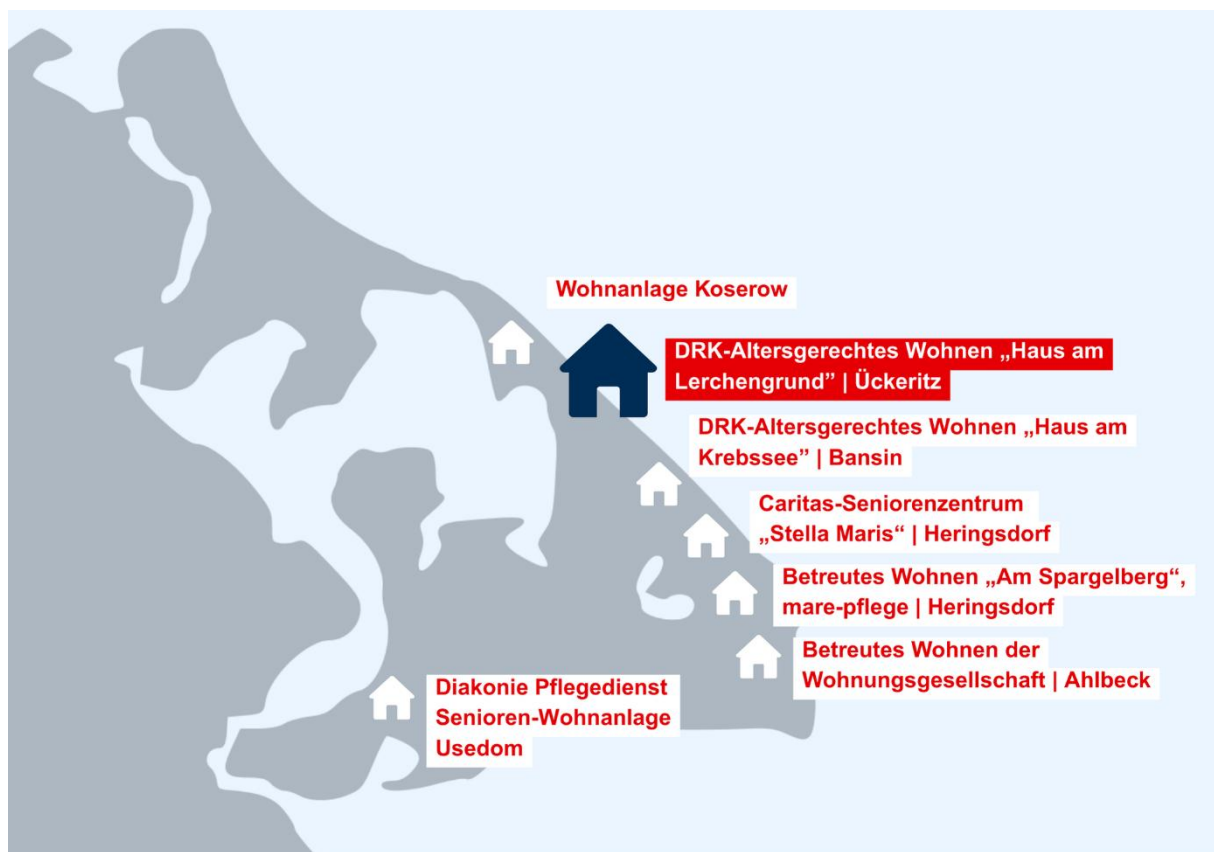 Wohnanlage Koserow
DRK-Altersgerechtes Wohnen „Haus am
Lerchengrund” | Ückeritz
DRK-Altersgerechtes Wohnen „Haus am
Krebssee” | Bansin
Caritas-Seniorenzentrum
„Stella Maris“ | Heringsdorf
Betreutes Wohnen „Am Spargelberg“,
mare-pflege | Heringsdorf
Betreutes Wohnen der
Wohnungsgesellschaft | Ahlbeck
Diakonie Pflegedienst
Senioren-Wohnanlage
Usedom